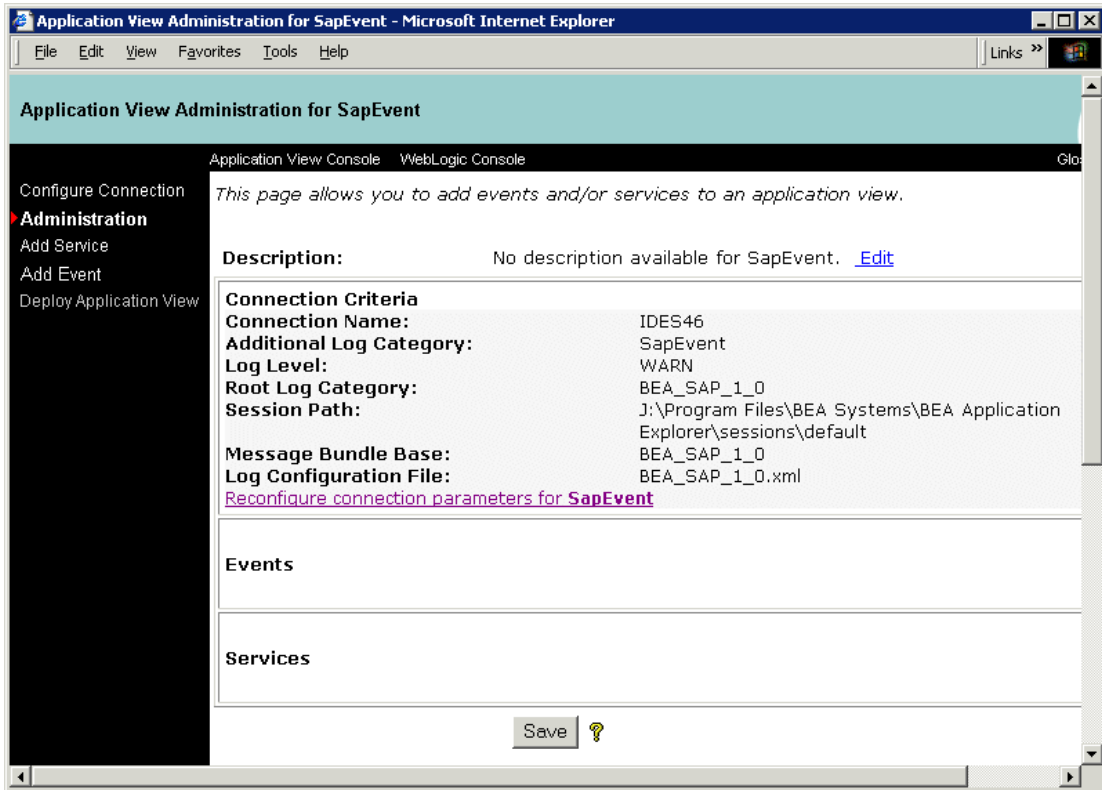 Application View Administration for SapEvent - Microsoft Internet Explorer
File Edit View Favorites Tools Help Links »
Application View Administration for SapEvent
Application View Console WebLogic Console Glo
Configure Connection
Administration
Add Service
Add Event
Deploy Application View
This page allows you to add events and/or services to an application view.
Description: No description available for SapEvent. Edit
Connection Criteria
Connection Name: IDES46
Additional Log Category: SapEvent
Log Level: WARN
Root Log Category: BEA_SAP_1_0
Session Path: J:\Program Files\BEA Systems\BEA Application
Explorer\sessions\default
Message Bundle Base: BEA_SAP_1_0
Log Configuration File: BEA_SAP_1_0.xml
Reconfigure connection parameters for SapEvent
Events
Services
Save ?